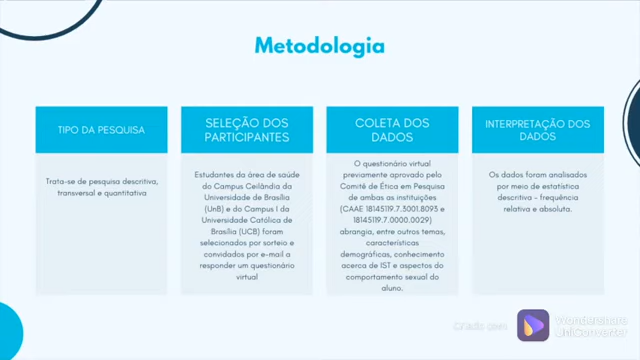 Metodologia
TIPO DA PESQUISA
Trata-se de pesquisa descritiva,
transversal e quantitativa
SELEÇÃO DOS
PARTICIPANTES
Estudantes da área de saúde
do Campus Ceilândia da
Universidade de Brasília
(UnB) e do Campus I da
Universidade Católica de
Brasília (UCB) foram
selecionados por sorteio e
convidados por e-mail a
responder um questionário
virtual
COLETA DOS
DADOS
O questionário virtual
previamente aprovado pelo
Comitê de Ética em Pesquisa
de ambas as instituições
(CAAE 18145119.7.3001.8093 e
18145119.7.0000.0029)
abrangia, entre outros temas,
características
demográficas, conhecimento
acerca de IST e aspectos do
comportamento sexual do
aluno.
INTERPRETAÇÃO DOS
DADOS
Os dados foram analisados
por meio de estatística
descritiva - frequência
relativa e absoluta.
Wondershare
UniConverter